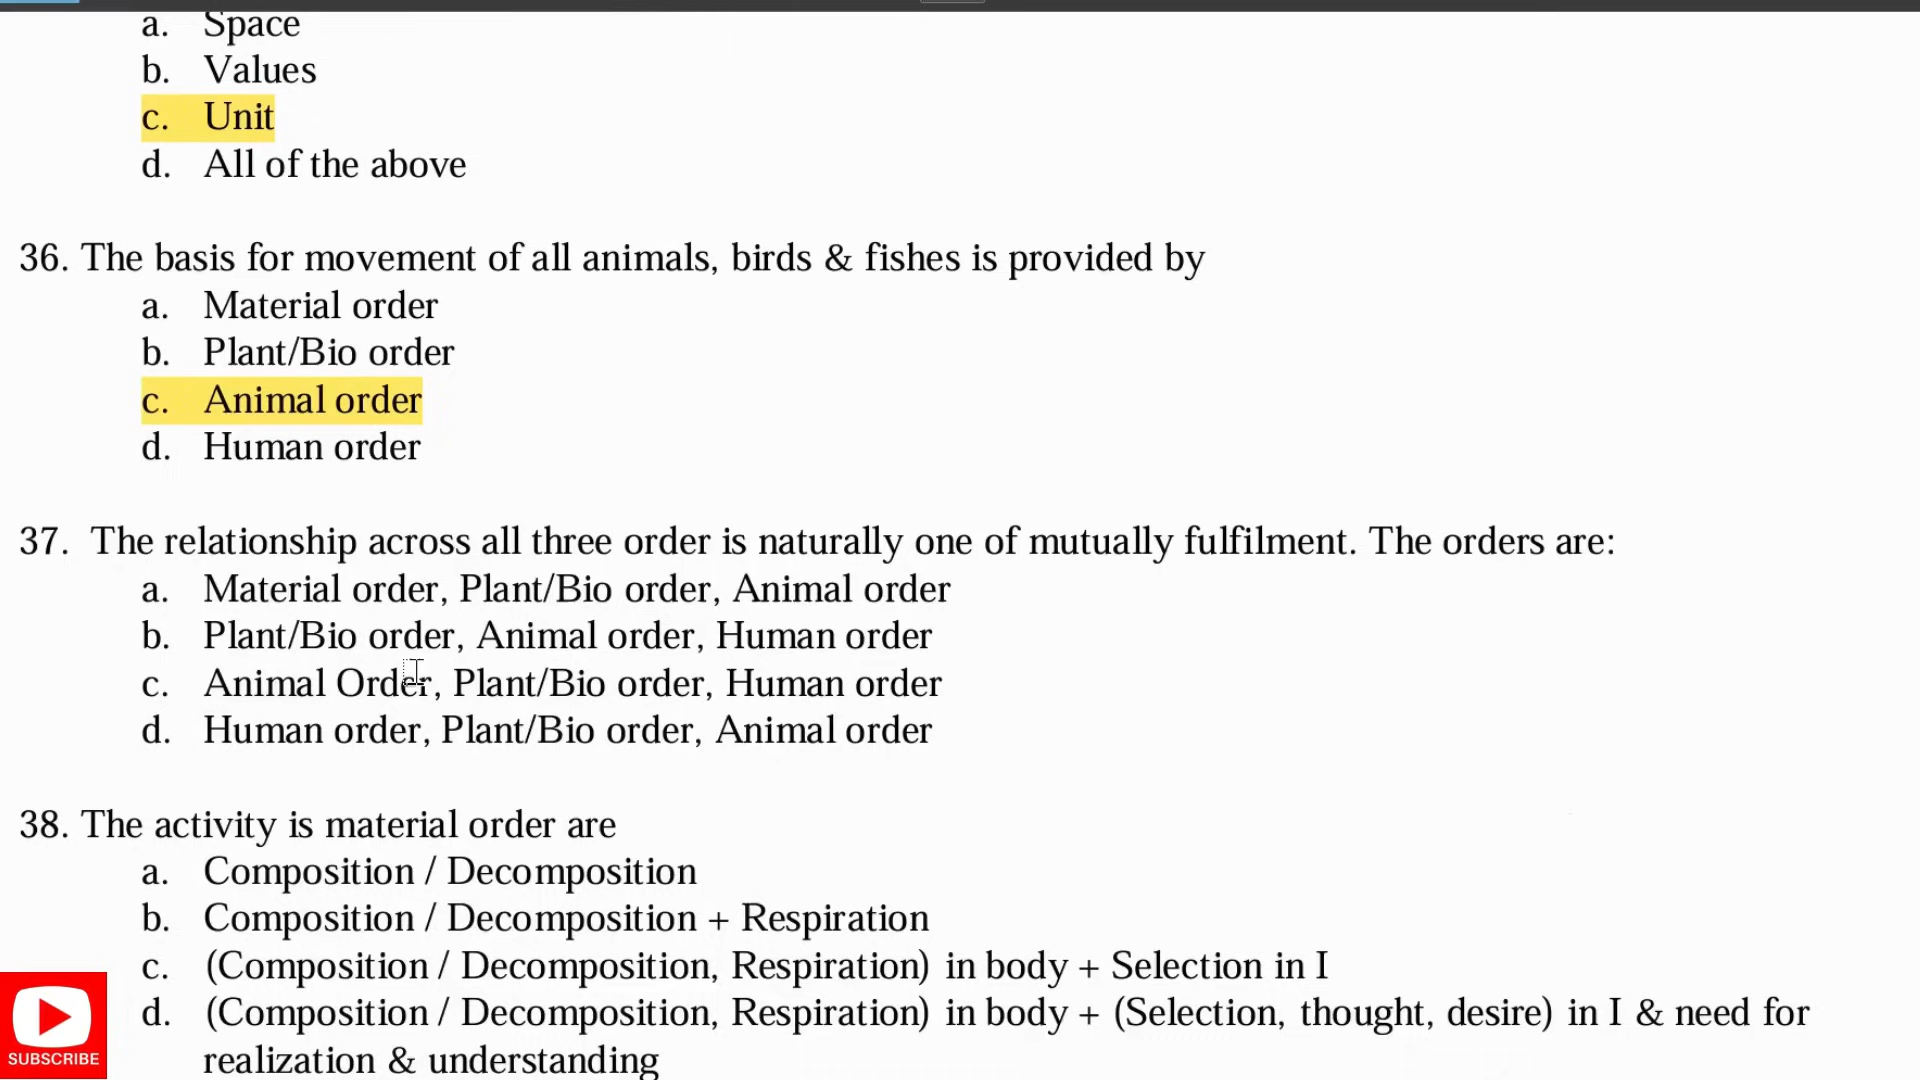 a. Space
b. Values
c. Unit
d. All of the above
36. The basis for movement of all animals, birds & fishes is provided by
a. Material order
b. Plant/Bio order
c. Animal order
d. Human order
37. The relationship across all three order is naturally one of mutually fulfilment. The orders are:
a. Material order, Plant/Bio order, Animal order
b. Plant/Bio order, Animal order, Human order
c. Animal Order, Plant/Bio order, Human order
d. Human order, Plant/Bio order, Animal order
38. The activity is material order are
a. Composition / Decomposition
b. Composition / Decomposition + Respiration
c. (Composition / Decomposition, Respiration) in body + Selection in I
d. (Composition / Decomposition, Respiration) in body + (Selection, thought, desire) in I & need for
realization & understanding
SUBSCRIBE